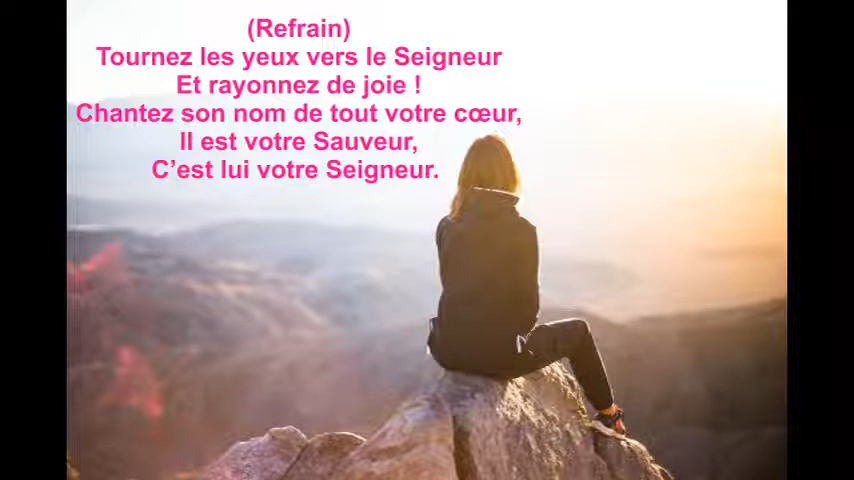 (Refrain)
Tournez les yeux vers le Seigneur
Et rayonnez de joie !
Chantez son nom de tout votre cœur,
Il est votre Sauveur,
C’est lui votre Seigneur.